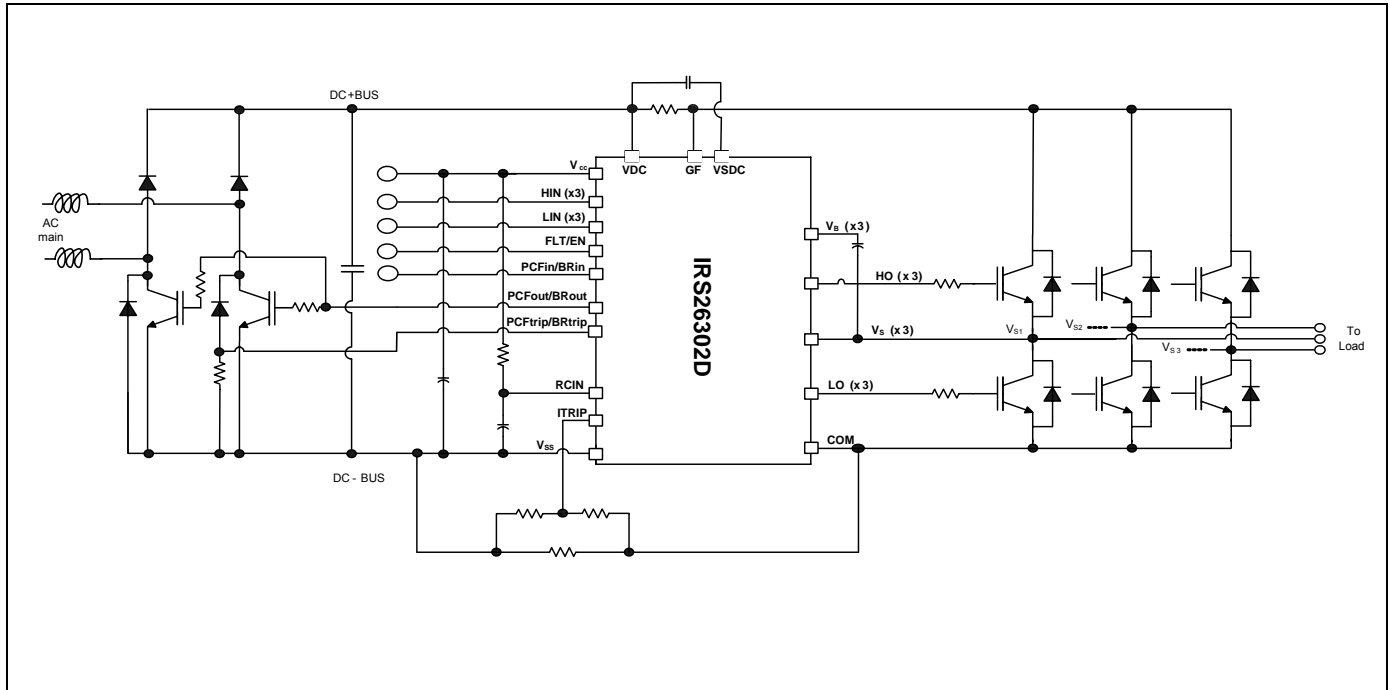 DC+BUS
VDC
GF
VSDC
Vcc
HIN (x3)
LIN (x3)
FLT/EN
PCFin/BRin
PCFout/BRout
PCFtrip/BRtrip
RCIN
ITRIP
VSS
IRS26302D
VB (x3)
HO (x3)
VS (x3)
LO (x3)
COM
AC
main
VS1
VS2
VS3
To
Load
DC - BUS